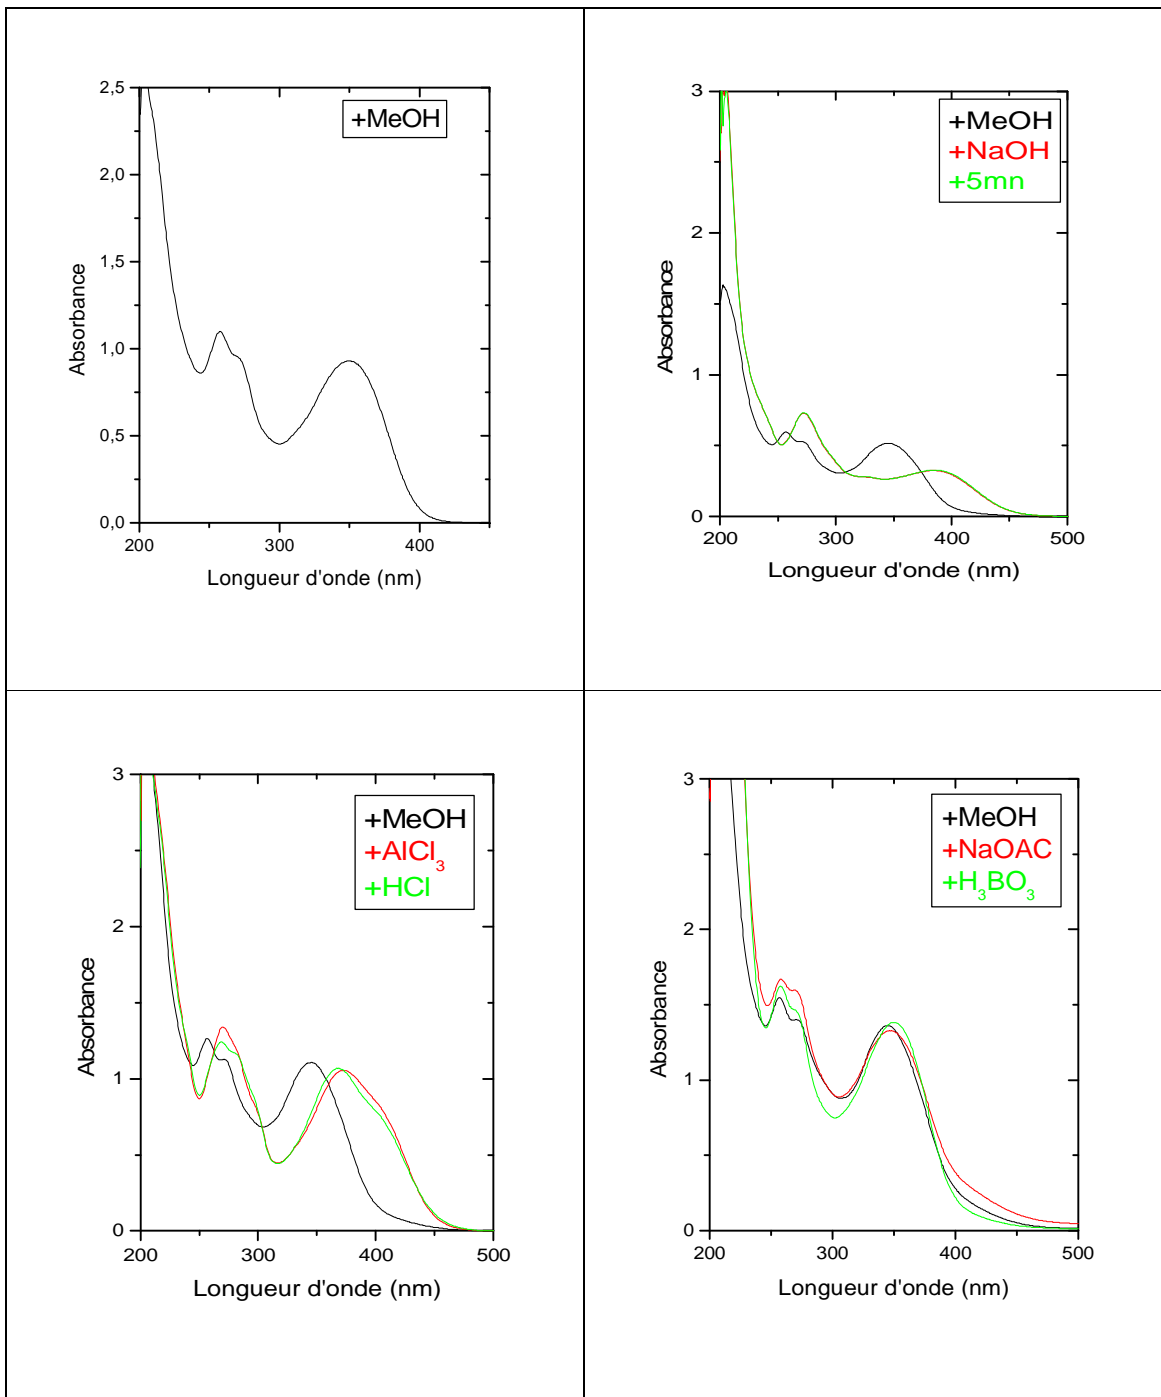 +MeOH
2,5
2,0
1,5
1,0
0,5
0,0
200
300
400
Absorbance
Longueur d'onde (nm)
+MeOH
+NaOH
+5mn
3
2
1
0
200
300
400
500
Absorbance
Longueur d'onde (nm)
+MeOH
+AlCl3
+HCl
3
2
1
0
200
300
400
500
Absorbance
Longueur d'onde (nm)
+MeOH
+NaOAC
+H3BO3
3
2
1
0
200
300
400
500
Absorbance
Longueur d'onde (nm)